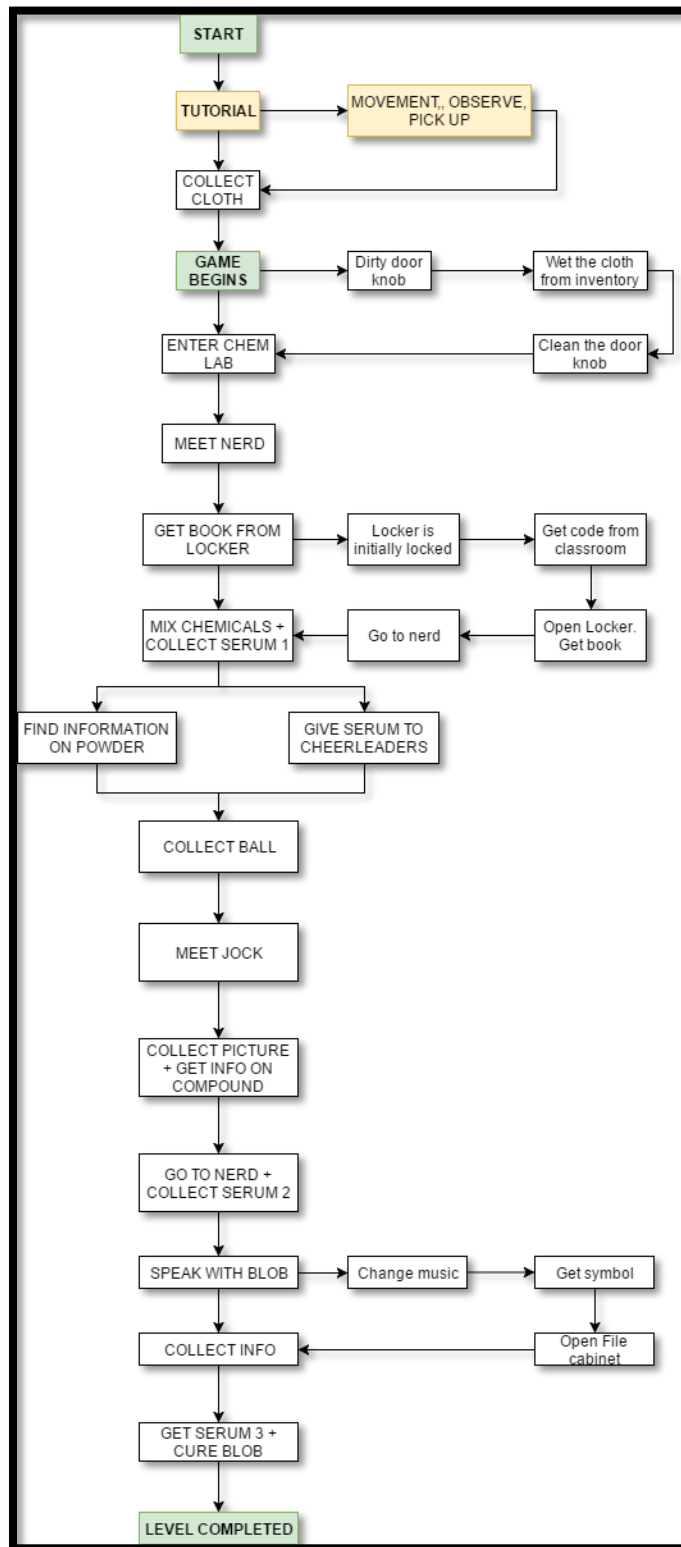 START
TUTORIAL
MOVEMENT,, OBSERVE,
PICK UP
COLLECT
CLOTH
GAME
BEGINS
Dirty door
knob
Wet the cloth
from inventory
ENTER CHEM
LAB
Clean the door
knob
MEET NERD
GET BOOK FROM
LOCKER
Locker is
initially locked
Get code from
classroom
MIX CHEMICALS +
COLLECT SERUM 1
Go to nerd
Open Locker.
Get book
FIND INFORMATION
ON POWDER
GIVE SERUM TO
CHEERLEADERS
COLLECT BALL
MEET JOCK
COLLECT PICTURE
+ GET INFO ON
COMPOUND
GO TO NERD +
COLLECT SERUM 2
SPEAK WITH BLOB
Change music
Get symbol
COLLECT INFO
Open File
cabinet
GET SERUM 3 +
CURE BLOB
LEVEL COMPLETED